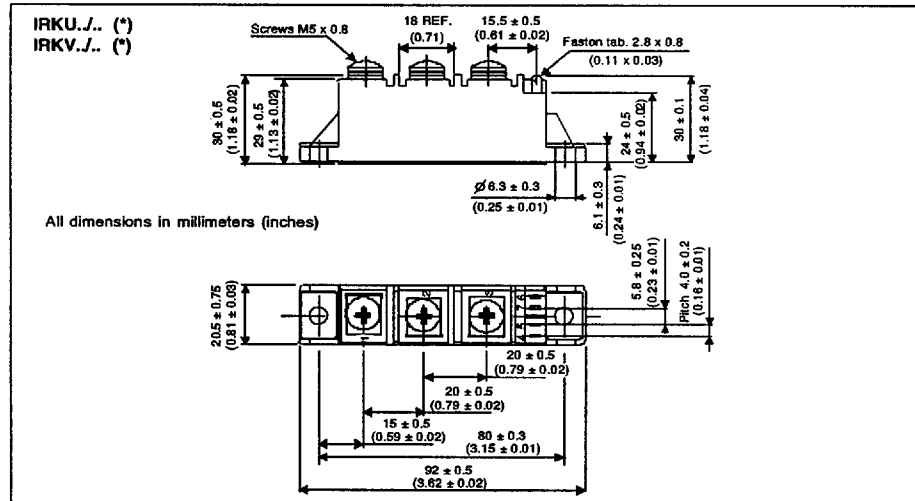 IRKU../.. (*)
IRKV../.. (*)
Screws M5 x 0.8
18 REF.
(0.71)
15.5 ± 0.5
(0.61 ± 0.02)
Faston tab. 2.8 x 0.8
(0.11 x 0.03)
30 ± 0.5
(1.18 ± 0.02)
29 ± 0.5
(1.13 ± 0.02)
24 ± 0.5
(0.94 ± 0.02)
30 ± 0.1
(1.18 ± 0.04)
Ø 6.3 ± 0.3
(0.25 ± 0.01)
6.1 ± 0.3
(0.24 ± 0.01)
All dimensions in millimeters (inches)
20.5 ± 0.75
(0.81 ± 0.03)
5.8 ± 0.25
(0.23 ± 0.01)
Pitch 4.0 ± 0.2
(0.16 ± 0.01)
1
2
3
20 ± 0.5
(0.79 ± 0.02)
20 ± 0.5
(0.79 ± 0.02)
15 ± 0.5
(0.59 ± 0.02)
80 ± 0.3
(3.15 ± 0.01)
92 ± 0.5
(3.62 ± 0.02)